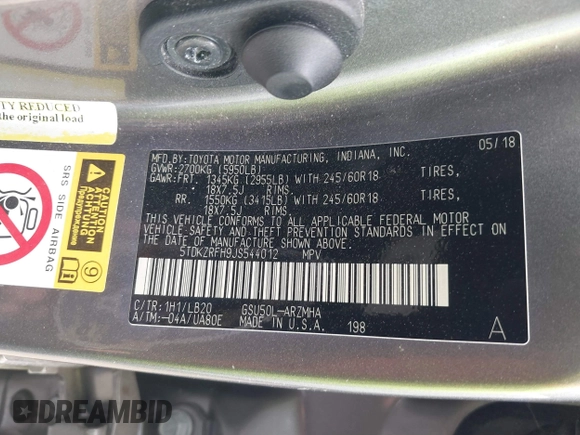 TY REDUCED
the original load
SRS SIDE AIRBAG
CAUTION
ATTENTION
Предупреждение
9
MFD.BY:TOYOTA MOTOR MANUFACTURING, INDIANA, INC. 05/18
GVWR:2700KG (5950LB)
GAWR:FRT. 1345KG (2955LB) WITH 245/60R18 TIRES,
18X7.5J RIMS.
RR. 1550KG (3415LB) WITH 245/60R18 TIRES,
18X7.5J RIMS.
THIS VEHICLE CONFORMS TO ALL APPLICABLE FEDERAL MOTOR
VEHICLE SAFETY AND THEFT PREVENTION STANDARDS IN EFFECT ON
THE DATE OF MANUFACTURE SHOWN ABOVE.
5TDKZRFH9JS544012 MPV
C/TR:1H1/LB20 GSU50L-ARZMHA
A/TM:-04A/UA80E MADE IN U.S.A. 198 A
DREAMBID